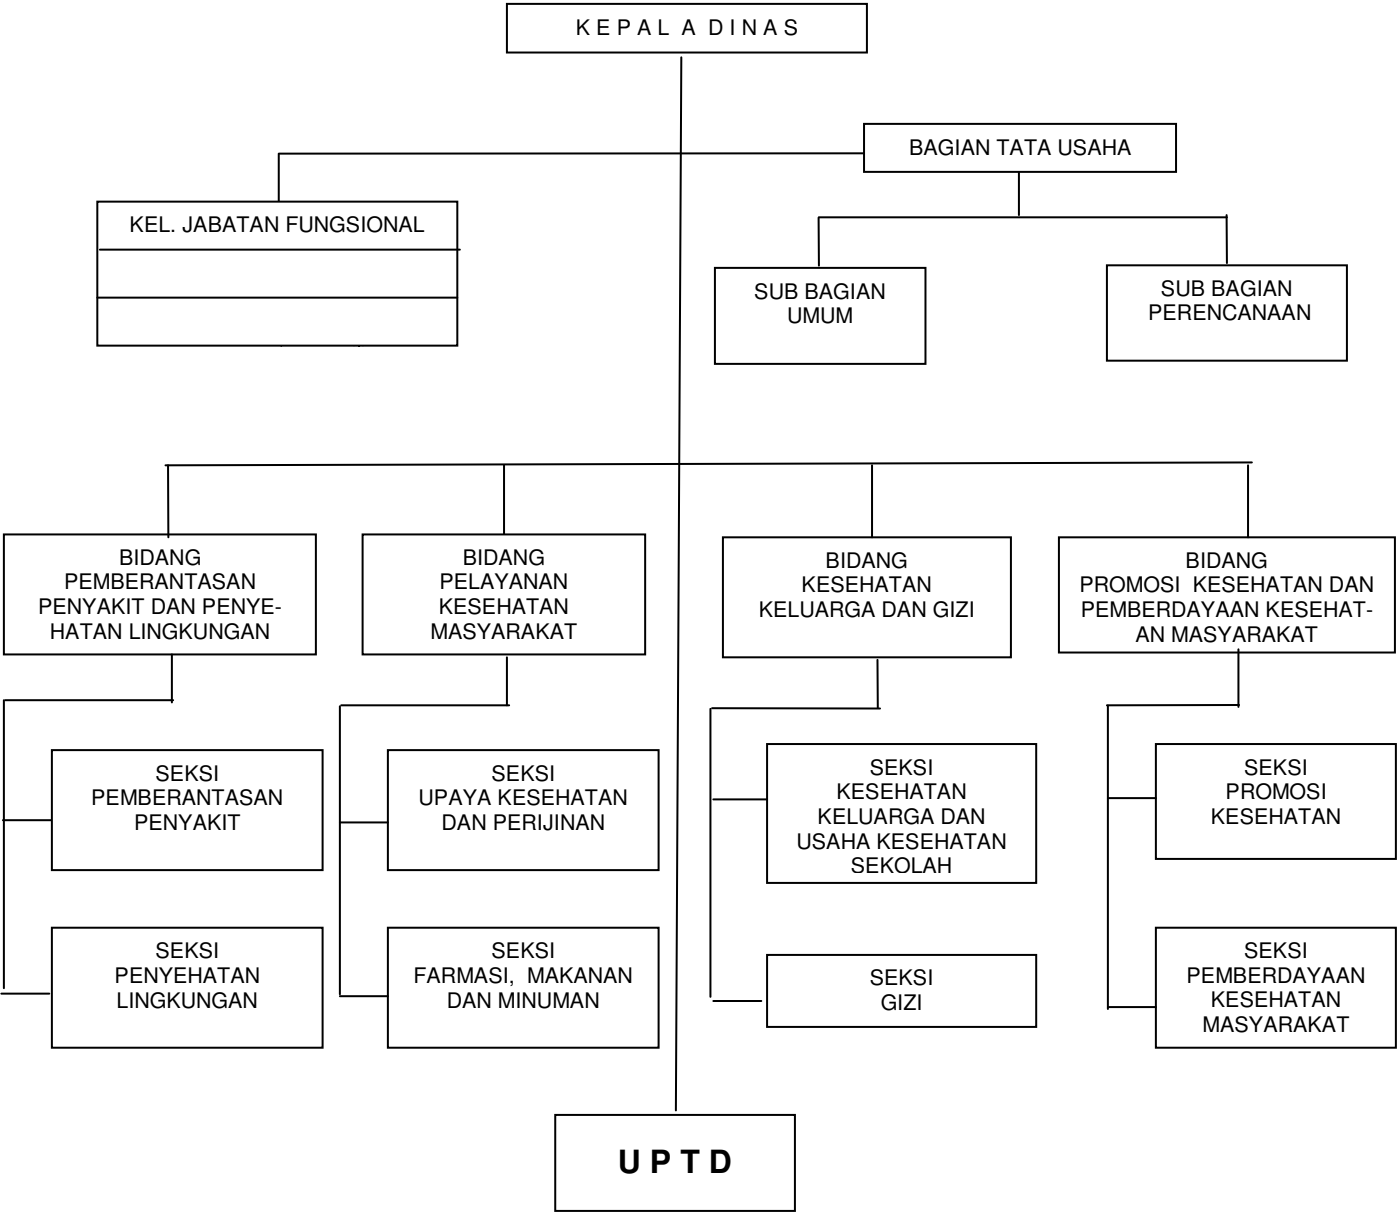 KEPALA DINAS
BAGIAN TATA USAHA
KEL. JABATAN FUNGSIONAL
SUB BAGIAN
UMUM
SUB BAGIAN
PERENCANAAN
BIDANG
PEMBERANTASAN
PENYAKIT DAN PENYE-
HATAN LINGKUNGAN
BIDANG
PELAYANAN
KESEHATAN
MASYARAKAT
BIDANG
KESEHATAN
KELUARGA DAN GIZI
BIDANG
PROMOSI KESEHATAN DAN
PEMBERDAYAAN KESEHAT-
AN MASYARAKAT
SEKSI
PEMBERANTASAN
PENYAKIT
SEKSI
UPAYA KESEHATAN
DAN PERIJINAN
SEKSI
KESEHATAN
KELUARGA DAN
USAHA KESEHATAN
SEKOLAH
SEKSI
PROMOSI
KESEHATAN
SEKSI
PENYEHATAN
LINGKUNGAN
SEKSI
FARMASI, MAKANAN
DAN MINUMAN
SEKSI
GIZI
SEKSI
PEMBERDAYAAN
KESEHATAN
MASYARAKAT
UPTD